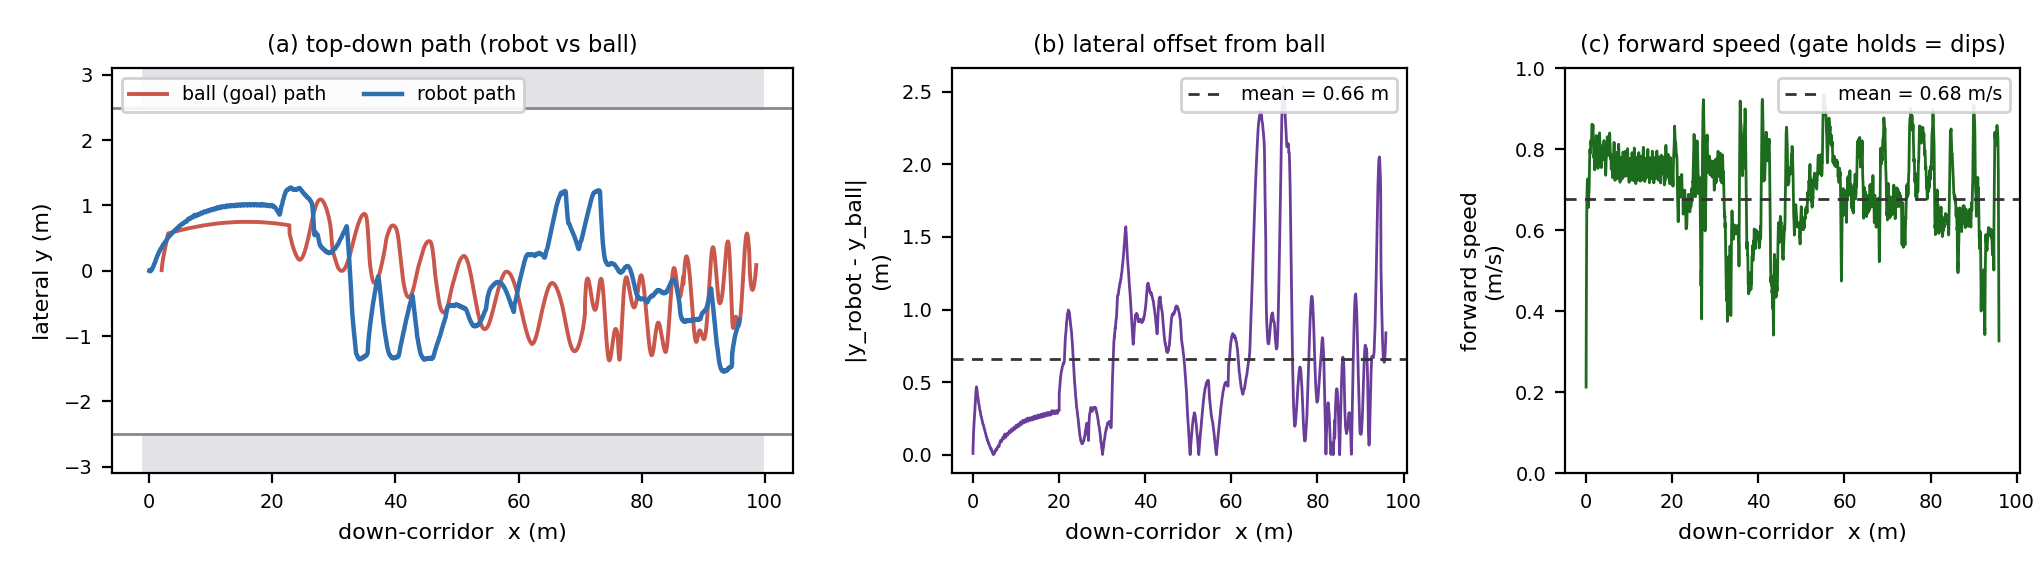 (a) top-down path (robot vs ball)
ball (goal) path
robot path
3
2
1
0
−1
−2
−3
lateral y (m)
0
20
40
60
80
100
down-corridor x (m)
(b) lateral offset from ball
mean = 0.66 m
2.5
2.0
1.5
1.0
0.5
0.0
|y_robot - y_ball|
(m)
0
20
40
60
80
100
down-corridor x (m)
(c) forward speed (gate holds = dips)
mean = 0.68 m/s
1.0
0.8
0.6
0.4
0.2
0.0
forward speed
(m/s)
0
20
40
60
80
100
down-corridor x (m)